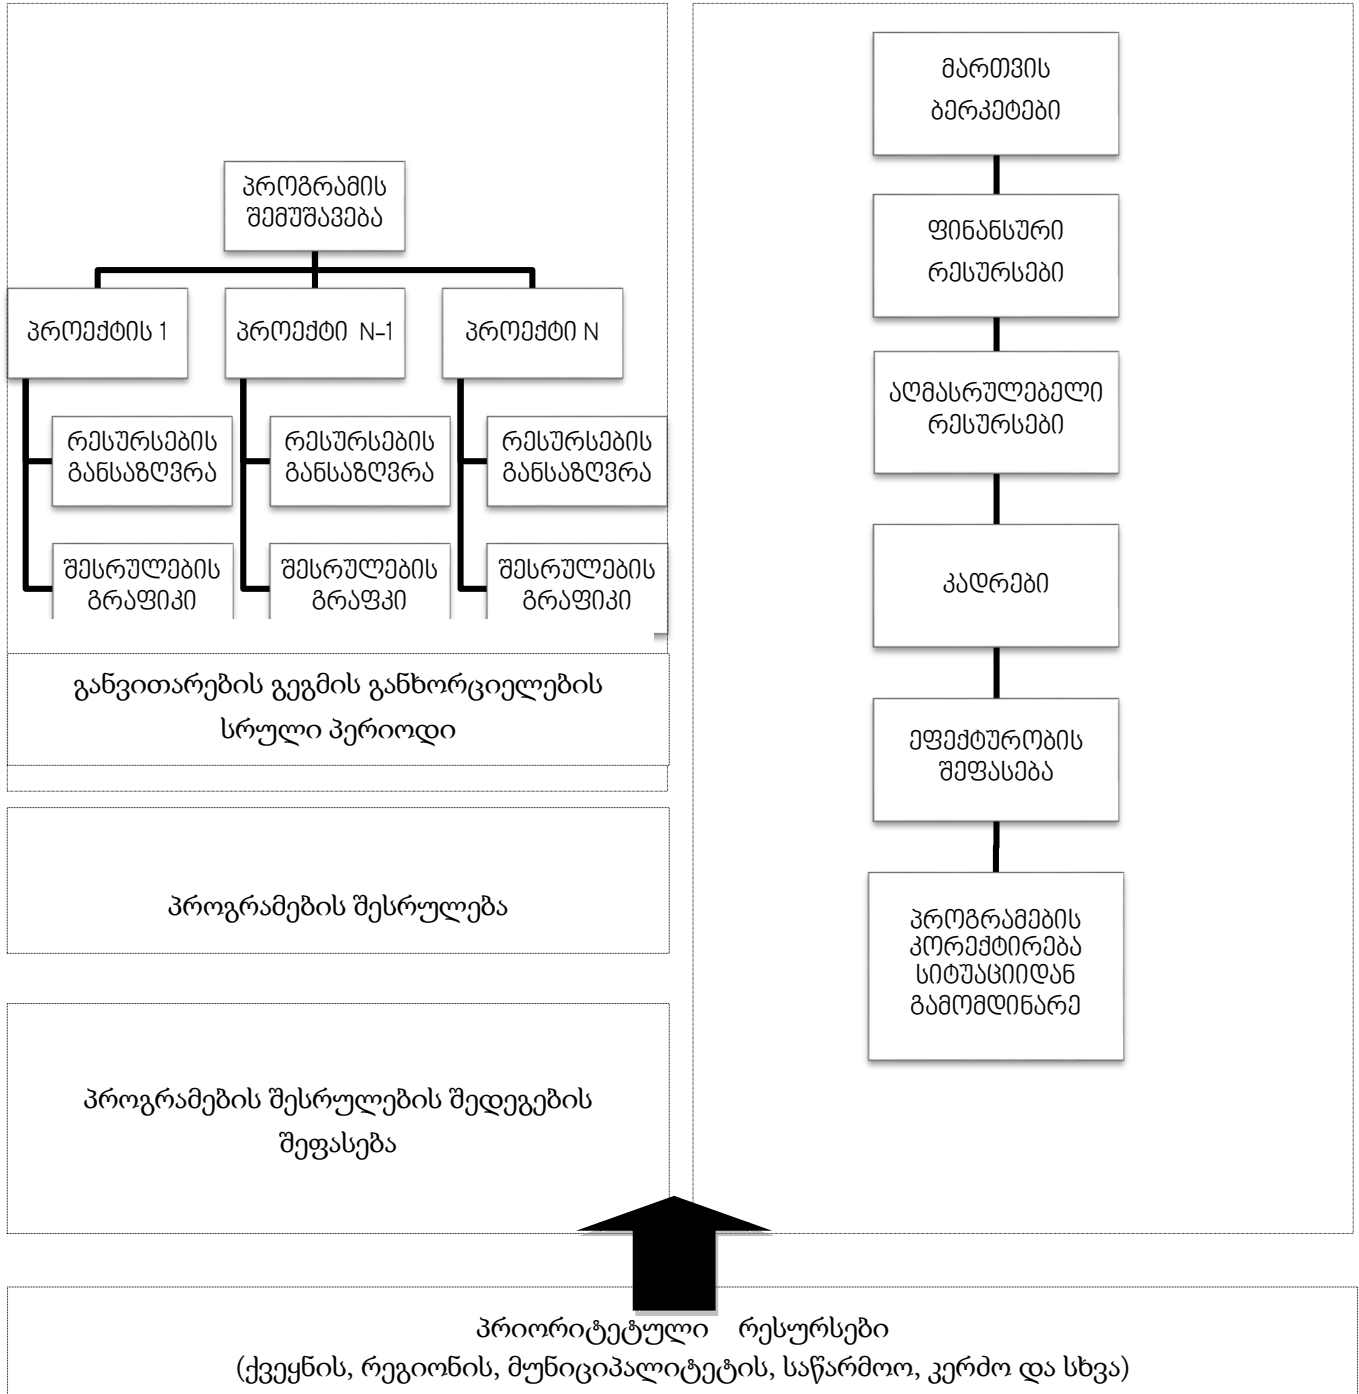 პროგრამის
შემუშავება
პროექტის 1
პროექტი N-1
პროექტი N
რესურსების
განსაზღვრა
რესურსების
განსაზღვრა
რესურსების
განსაზღვრა
შესრულების
გრაფიკი
შესრულების
გრაფკი
შესრულების
გრაფიკი
განვითარების გეგმის განხორციელების
სრული პერიოდი
პროგრამების შესრულება
პროგრამების შესრულების შედეგების
შეფასება
მართვის
ბერკეტები
ფინანსური
რესურსები
აღმასრულებელი
რესურსები
კადრები
ეფექტურობის
შეფასება
პროგრამების
კორექტირება
სიტუაციიდან
გამომდინარე
პრიორიტეტული რესურსები
(ქვეყნის, რეგიონის, მუნიციპალიტეტის, საწარმოო, კერძო და სხვა)